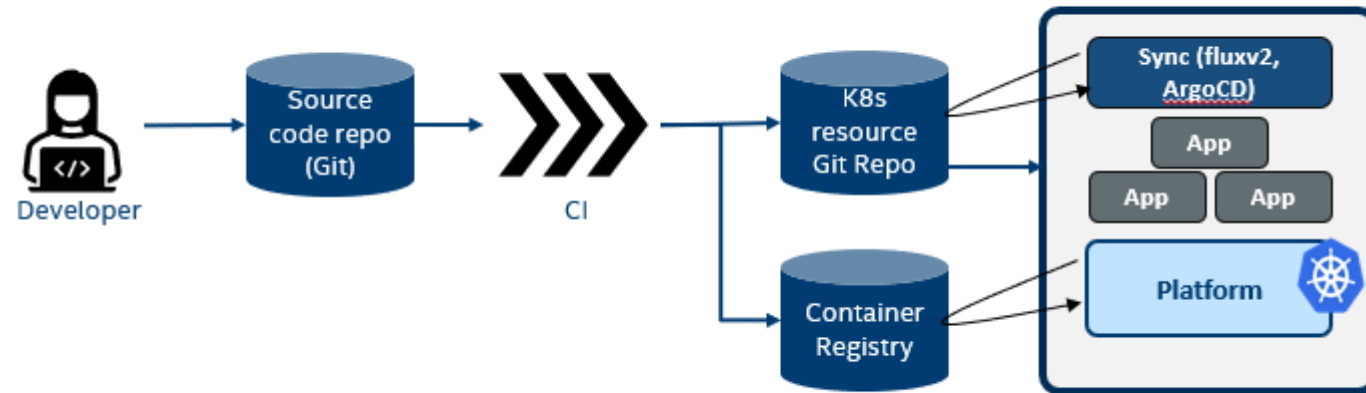 Developer
</>
Source
code repo
(Git)
CI
K8s
resource
Git Repo
Container
Registry
Sync (fluxv2,
ArgoCD)
App
App
App
Platform